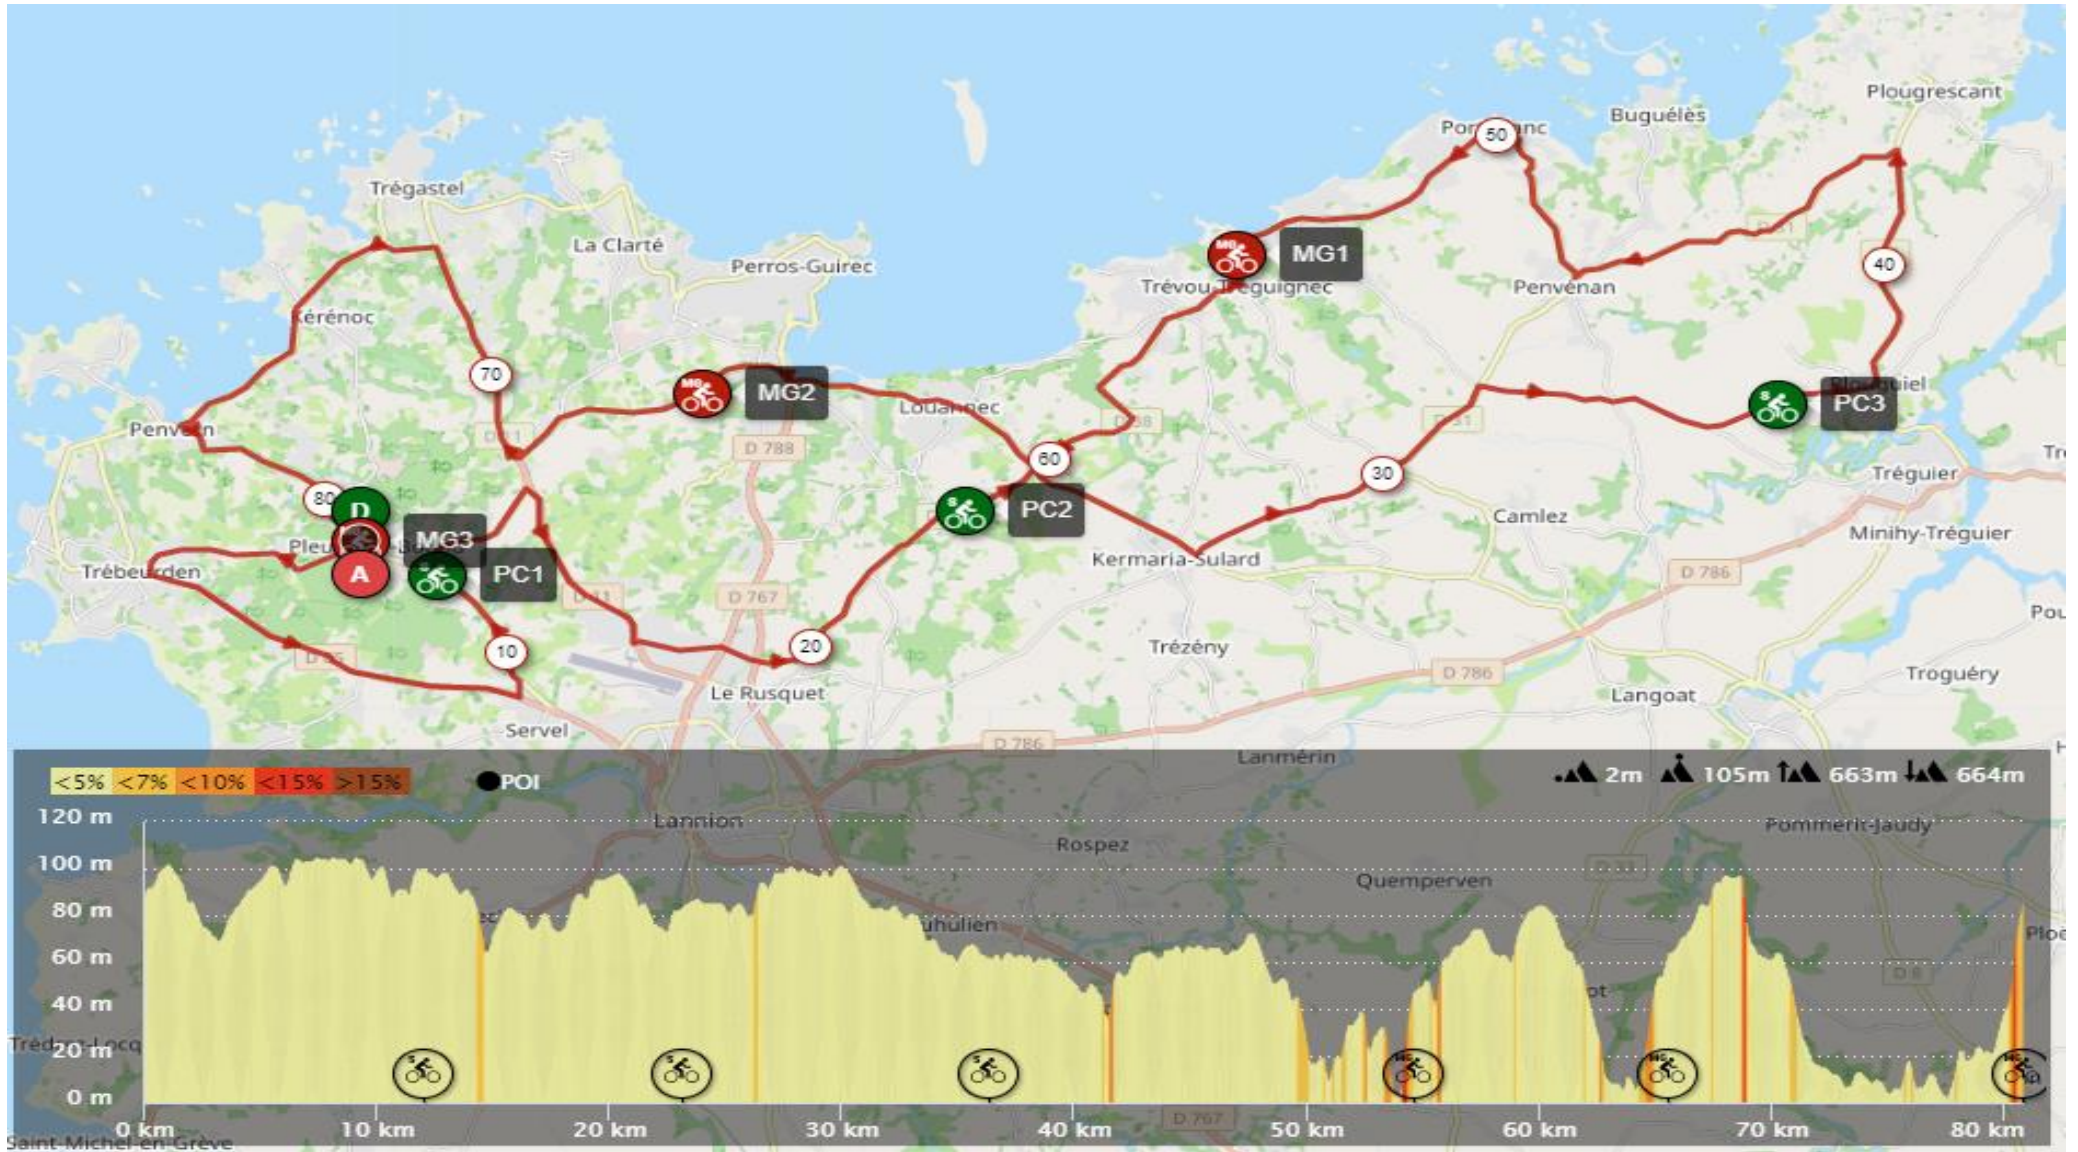 Plougrescant
Buguélès
50
Trégastel
La Clarté
Perros-Guirec
MG1
40
Trévou-Tréguignec
Penvénan
Kérénoc
70
MG2
Louannec
PC3
D 31
D 788
60
30
Tréguier
80
D
PC2
Camlez
Minihy-Tréguier
MG3
Kermaria-Sulard
Trébeurden
A
PC1
D 786
D 767
10
20
Trézény
D 786
Troguéry
Le Rusquet
Langoat
Servel
D 786
Lanmérin
<5% <7% <10% <15% >15%
POI
2m 105m 663m 664m
120 m
Lannion
Pommerit-Jaudy
Rospez
100 m
Quemperven
80 m
60 m
D 8
40 m
20 m
0 m
D 767
0 km 10 km 20 km 30 km 40 km 50 km 60 km 70 km 80 km
Saint-Michel-en-Grève